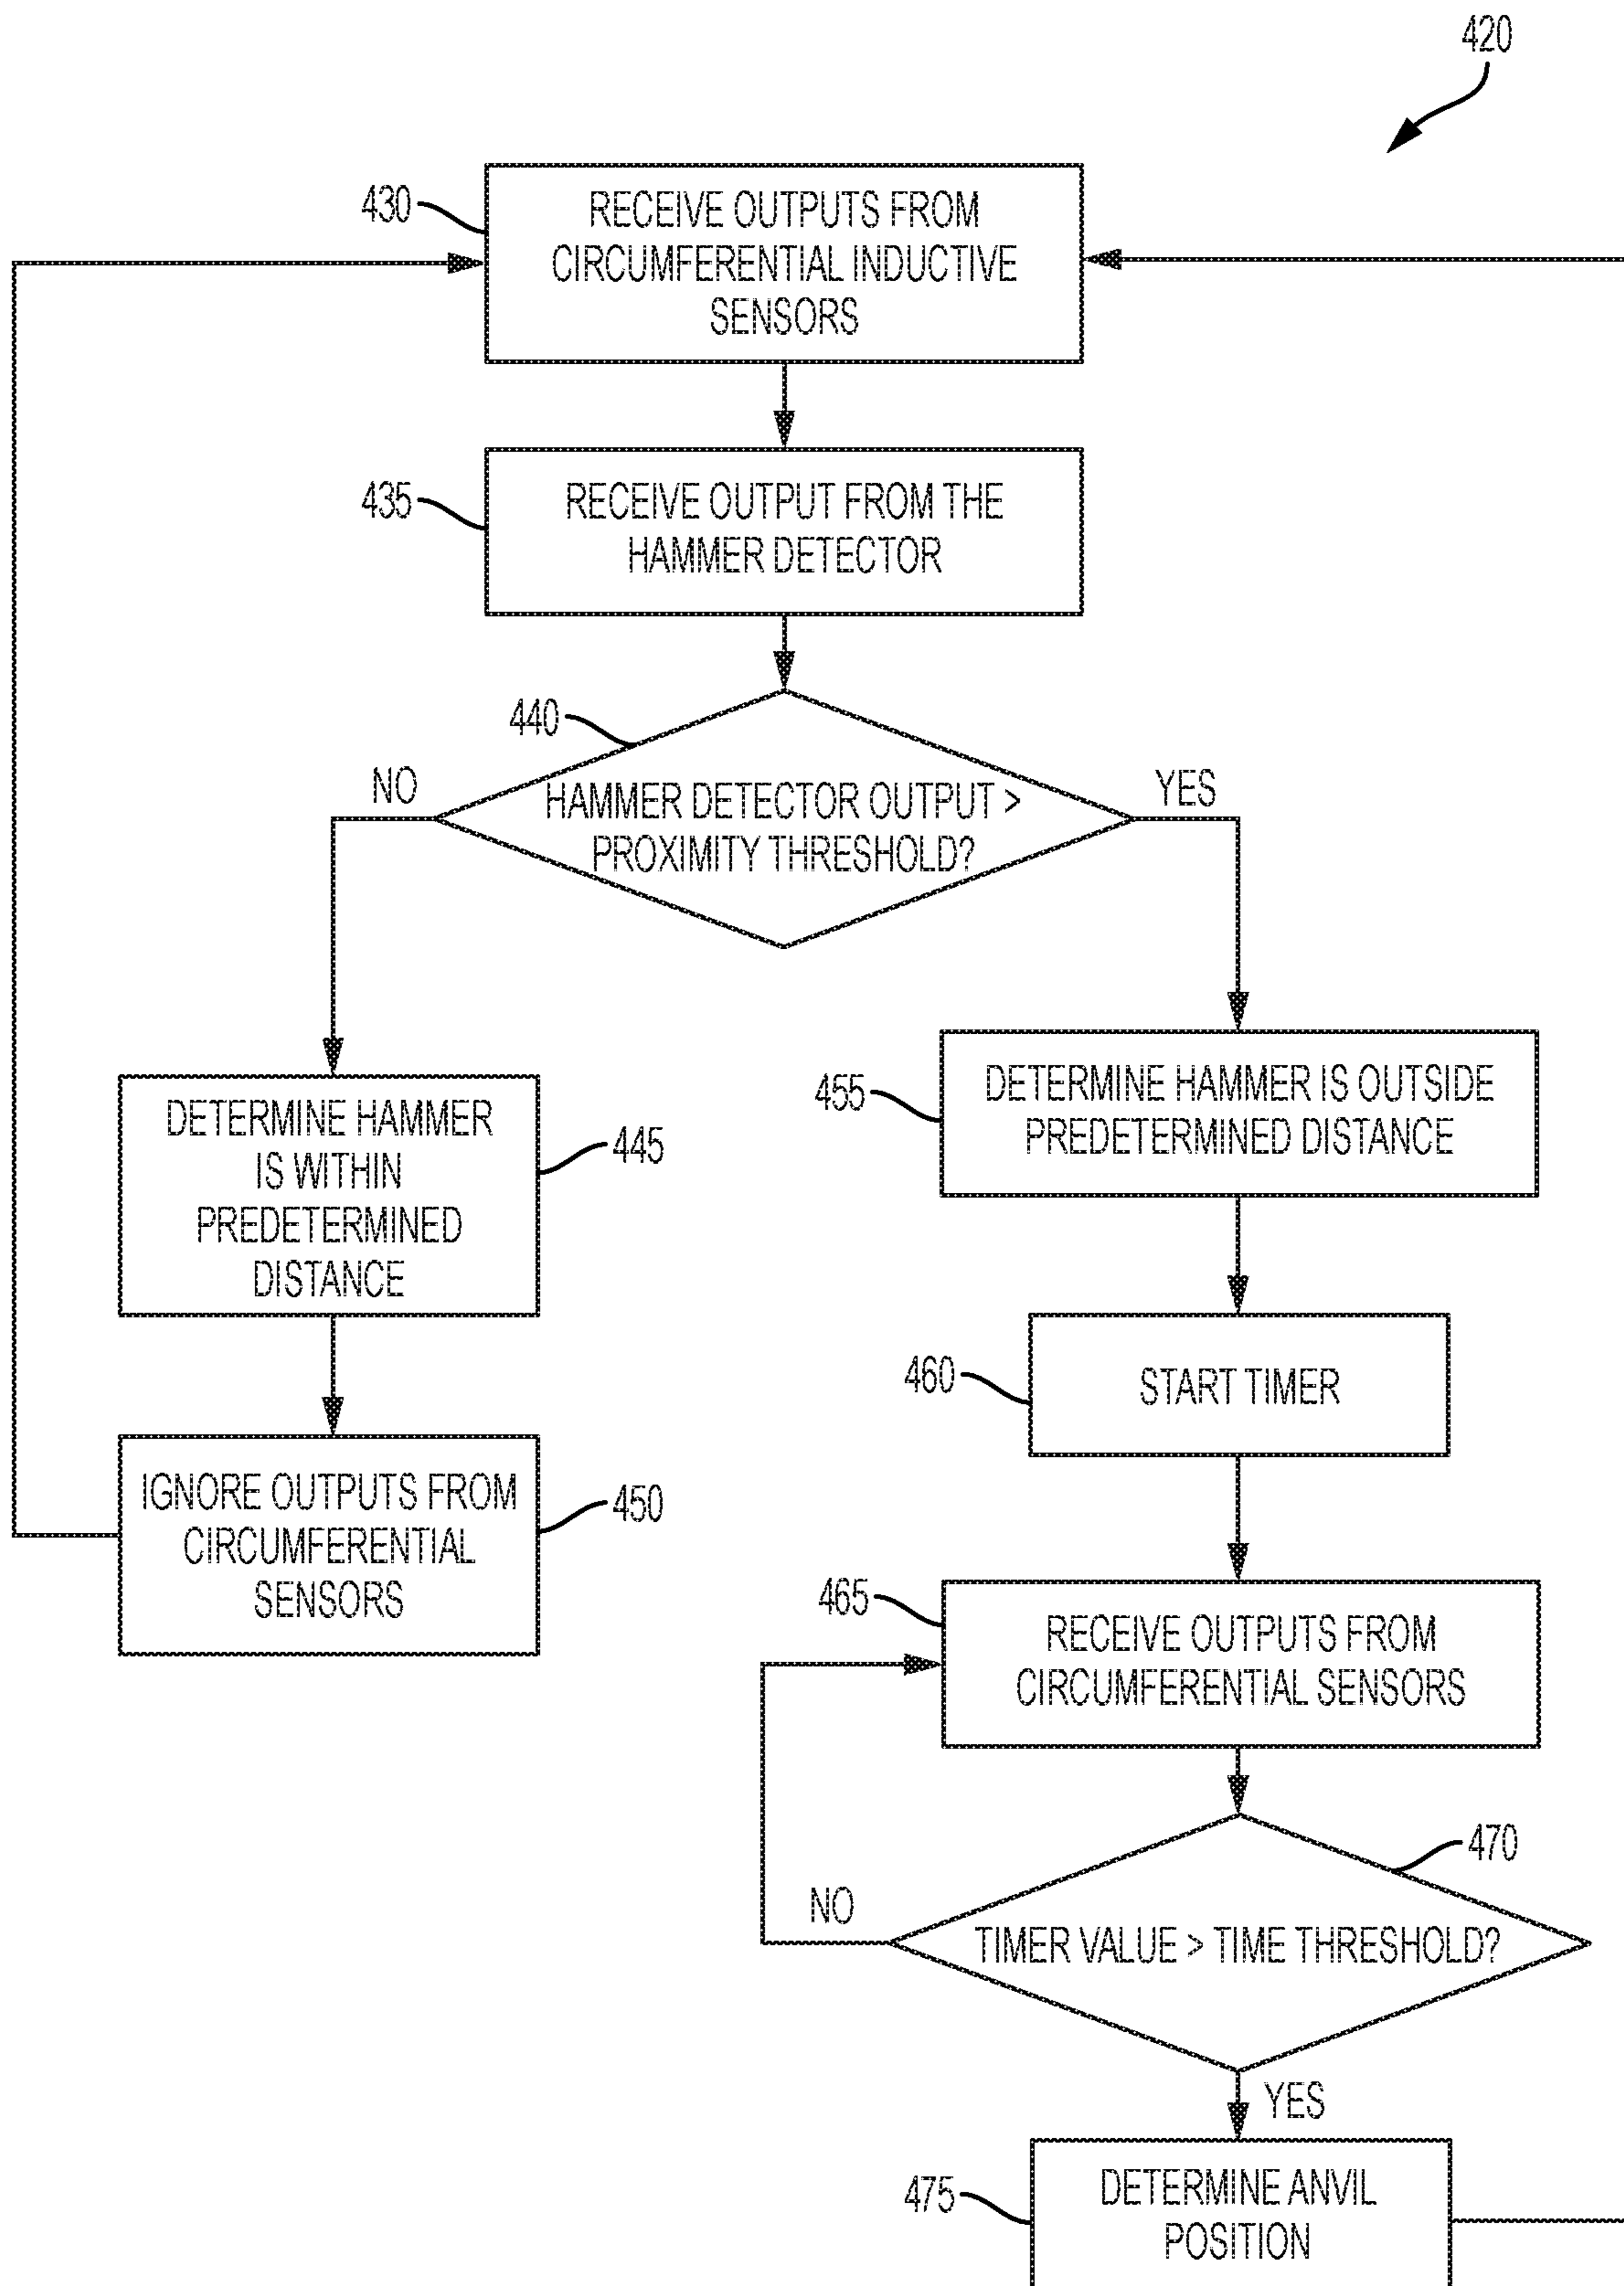 420
430
RECEIVE OUTPUTS FROM
CIRCUMFERENTIAL INDUCTIVE
SENSORS
435
RECEIVE OUTPUT FROM THE
HAMMER DETECTOR
440
NO
HAMMER DETECTOR OUTPUT >
PROXIMITY THRESHOLD?
YES
DETERMINE HAMMER
IS WITHIN
PREDETERMINED
DISTANCE
445
455
DETERMINE HAMMER IS OUTSIDE
PREDETERMINED DISTANCE
460
START TIMER
IGNORE OUTPUTS FROM
CIRCUMFERENTIAL
SENSORS
450
465
RECEIVE OUTPUTS FROM
CIRCUMFERENTIAL SENSORS
470
NO
TIMER VALUE > TIME THRESHOLD?
YES
475
DETERMINE ANVIL
POSITION